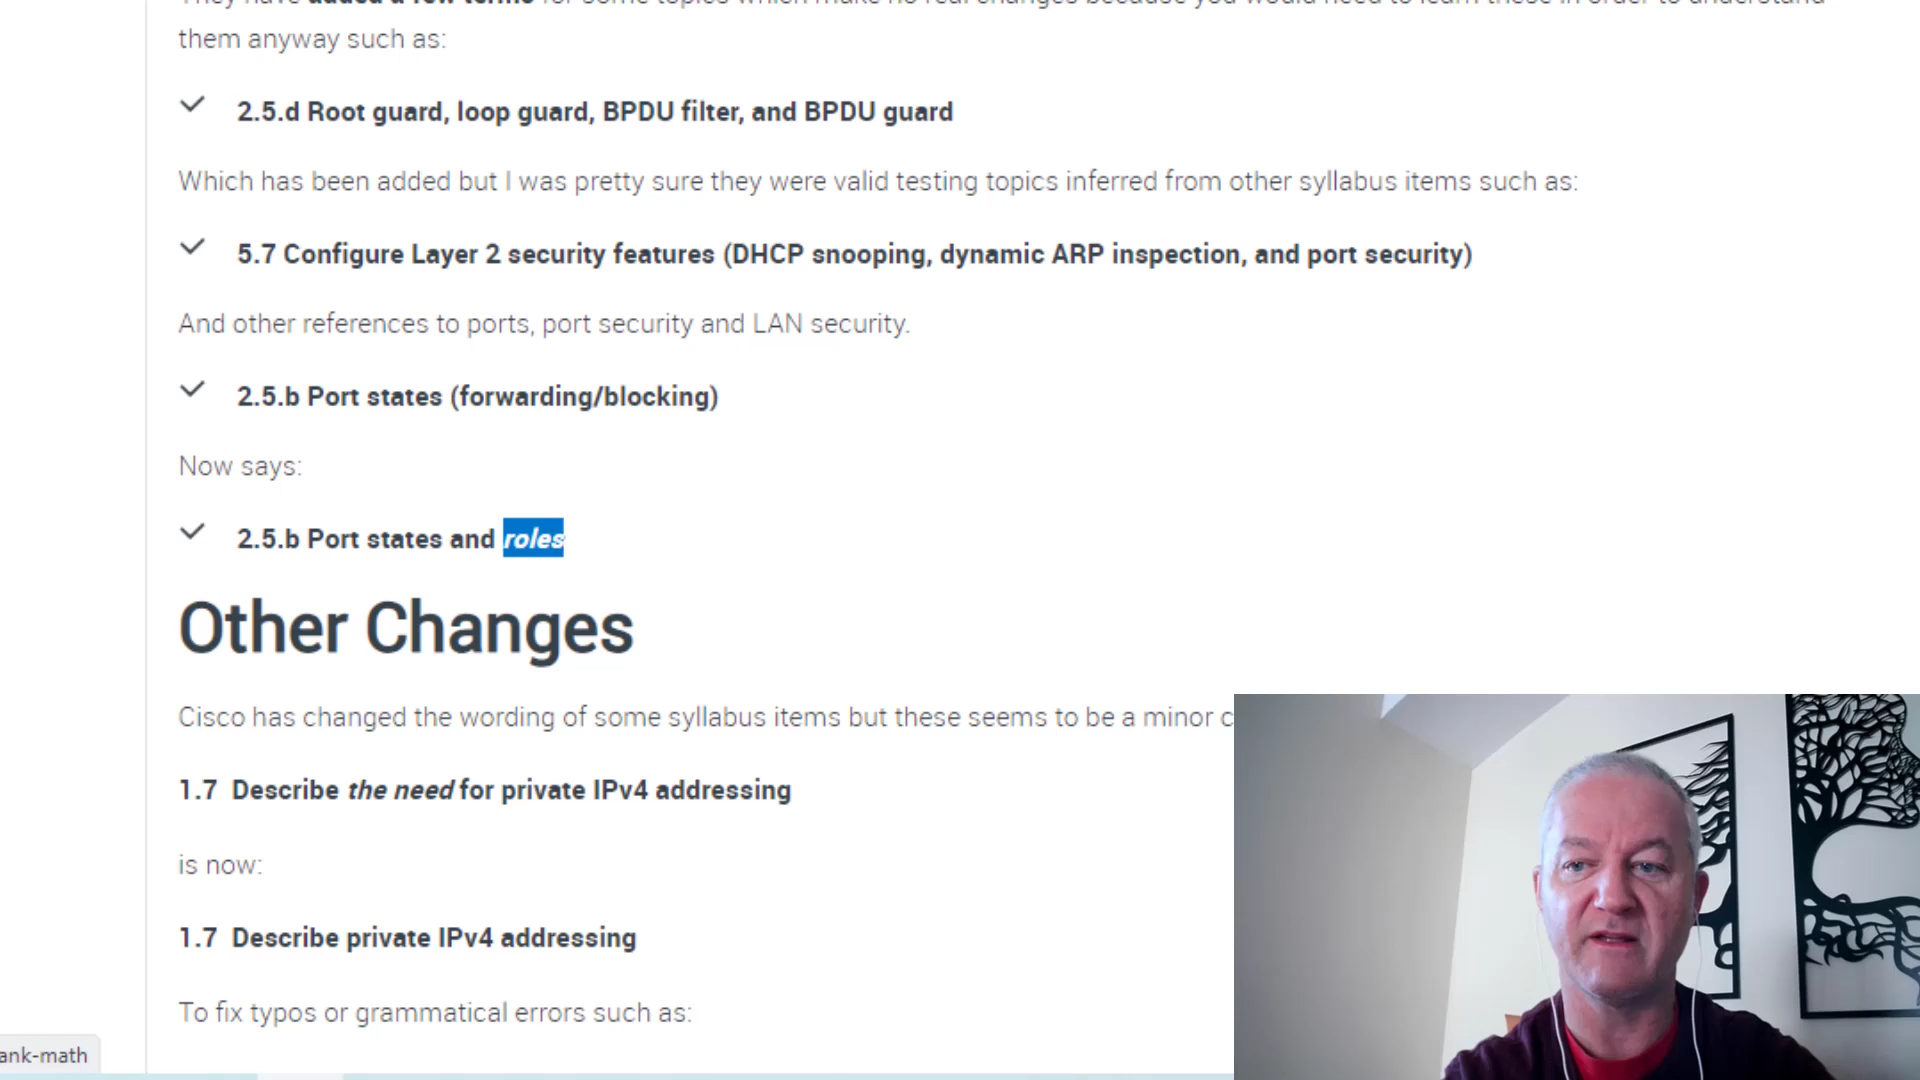 them anyway such as:
2.5.d Root guard, loop guard, BPDU filter, and BPDU guard
Which has been added but I was pretty sure they were valid testing topics inferred from other syllabus items such as:
5.7 Configure Layer 2 security features (DHCP snooping, dynamic ARP inspection, and port security)
And other references to ports, port security and LAN security.
2.5.b Port states (forwarding/blocking)
Now says:
2.5.b Port states and roles
Other Changes
Cisco has changed the wording of some syllabus items but these seems to be a minor
1.7 Describe the need for private IPv4 addressing
is now:
1.7 Describe private IPv4 addressing
To fix typos or grammatical errors such as:
ank-math